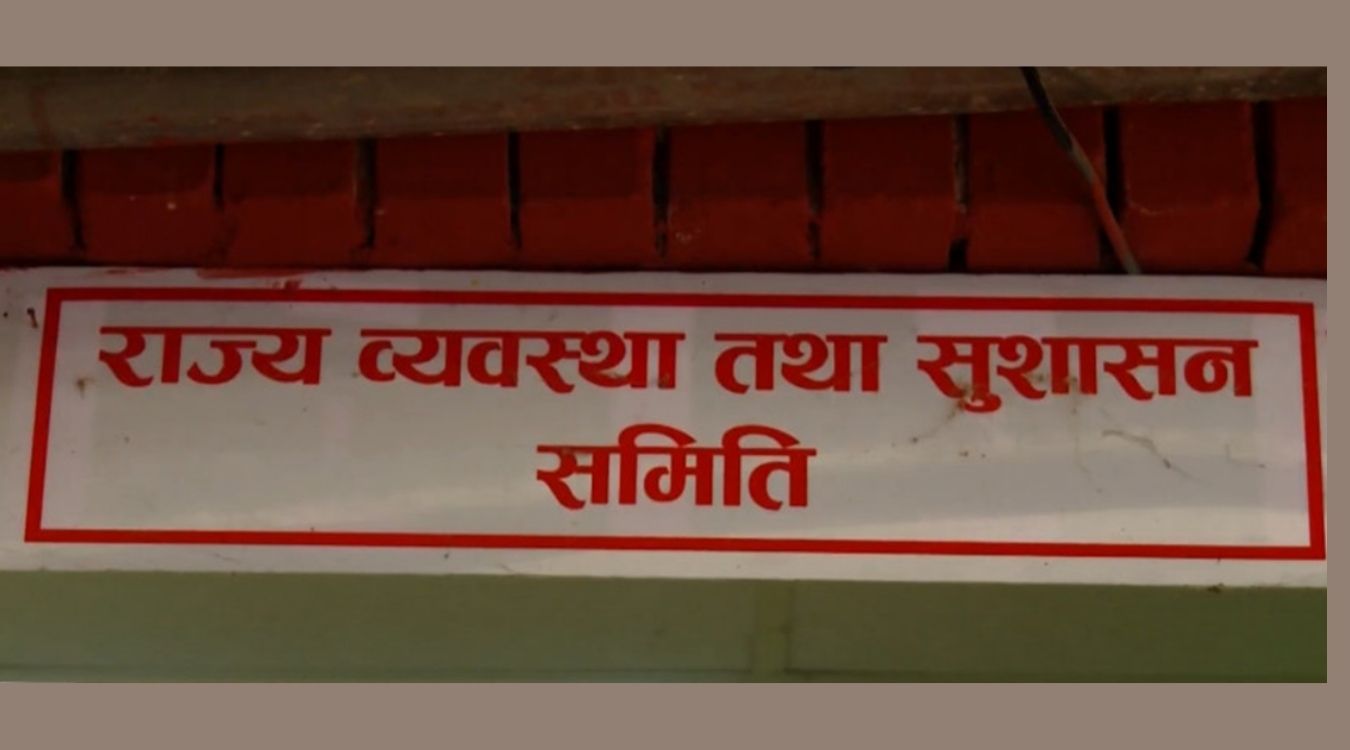 राज्य व्यवस्था तथा सुशासन
समिति